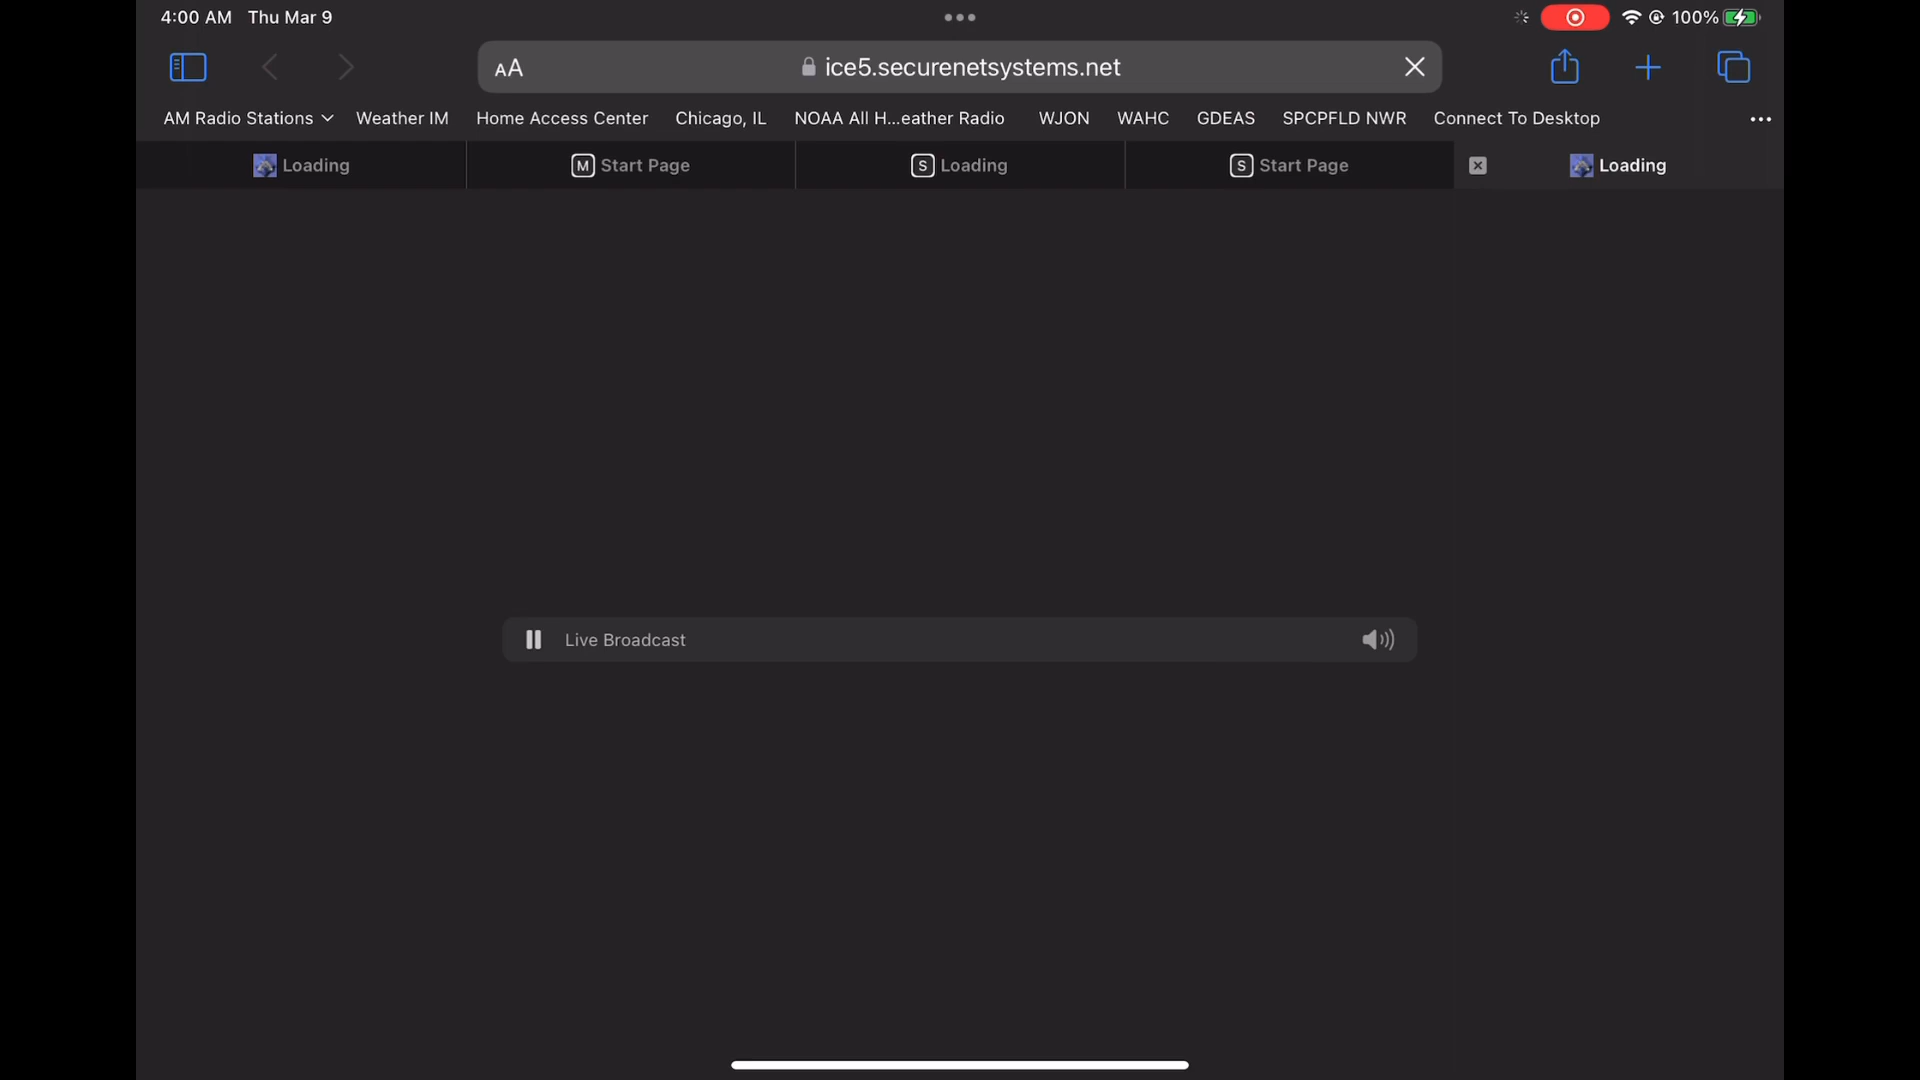 4:00 AM Thu Mar 9
100%
AA ice5.securenetsystems.net
AM Radio Stations Weather IM Home Access Center Chicago, IL NOAA All H...eather Radio WJON WAHC GDEAS SPCPFLD NWR Connect To Desktop
Loading M Start Page S Loading S Start Page Loading
Live Broadcast